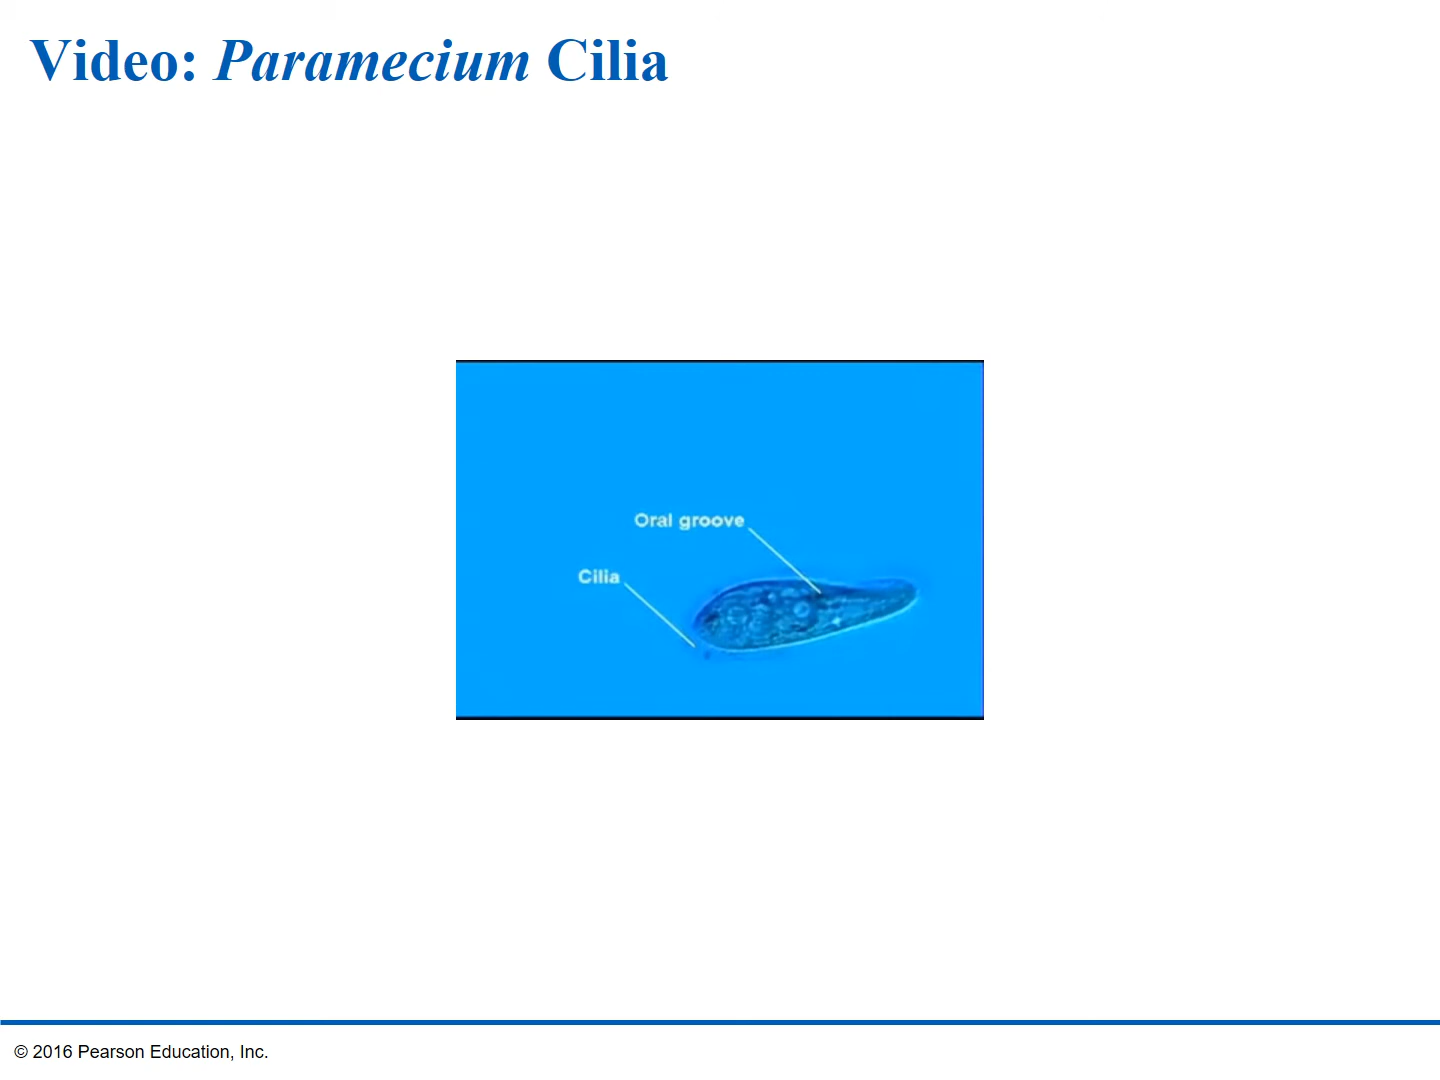 Video: Paramecium Cilia
Oral groove
Cilia
© 2016 Pearson Education, Inc.